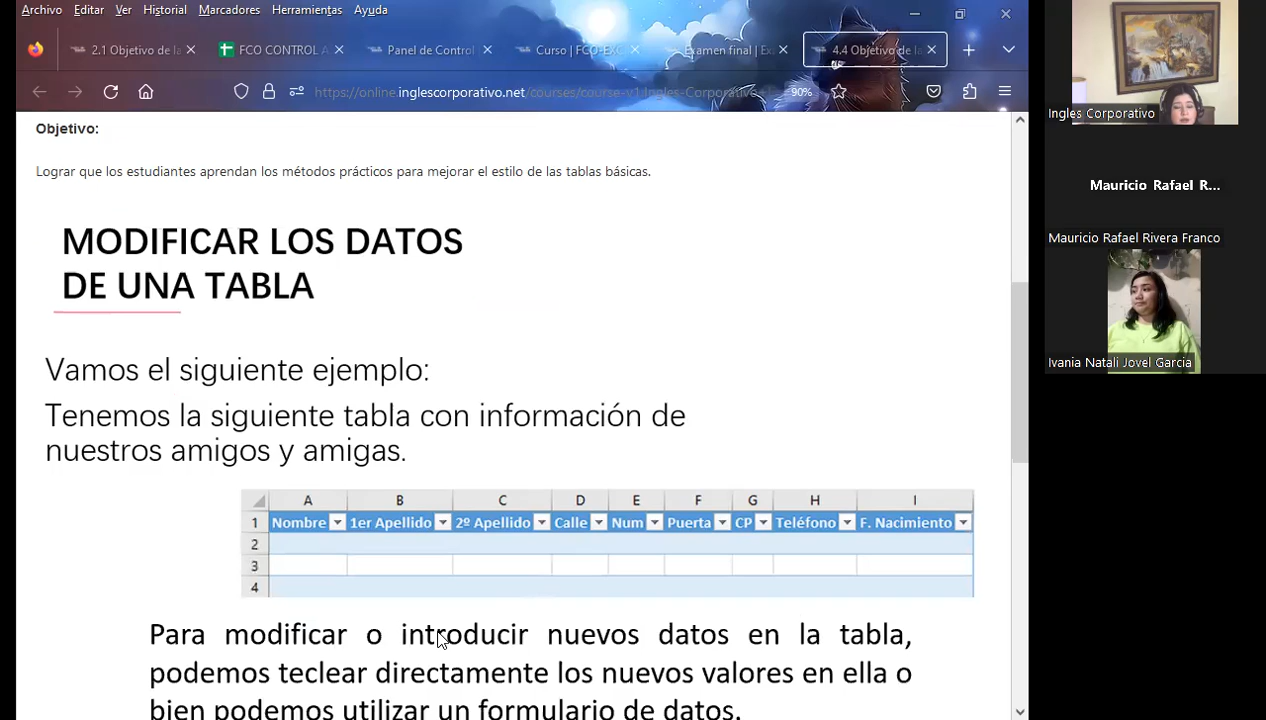 Archivo Editar Ver Historial Marcadores Herramientas Ayuda
2.1 Objetivo de la FCO CONTROL A Panel de Control Curso | FCO-EXC Examen final | Exa 4.4 Objetivo de la
https://online.inglescorporativo.net/courses/course-v1:Ingles-Corporativo+ 90%
Objetivo:
Lograr que los estudiantes aprendan los métodos prácticos para mejorar el estilo de las tablas básicas.
MODIFICAR LOS DATOS
DE UNA TABLA
Vamos el siguiente ejemplo:
Tenemos la siguiente tabla con información de
nuestros amigos y amigas.
A B C D E F G H I
1 Nombre 1er Apellido 2º Apellido Calle Num Puerta CP Teléfono F. Nacimiento
2
3
4
Para modificar o introducir nuevos datos en la tabla,
podemos teclear directamente los nuevos valores en ella o
bien podemos utilizar un formulario de datos.
Ingles Corporativo
Mauricio Rafael R...
Mauricio Rafael Rivera Franco
Ivania Natali Jovel Garcia